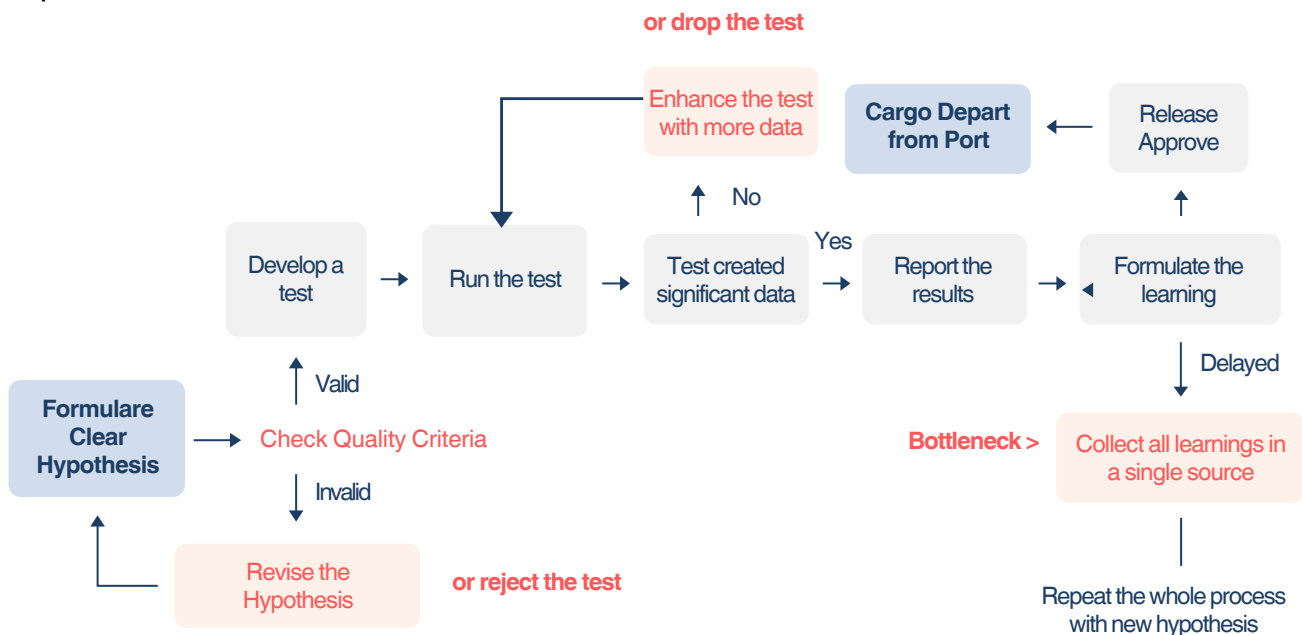 or drop the test
Enhance the test
with more data
Cargo Depart
from Port
Release
Approve
No
Yes
Develop a
test
Run the test
Test created
significant data
Report the
results
Formulate the
learning
Valid
Delayed
Formulare
Clear
Hypothesis
Check Quality Criteria
Bottleneck >
Collect all learnings in
a single source
Invalid
Revise the
Hypothesis
or reject the test
Repeat the whole process
with new hypothesis